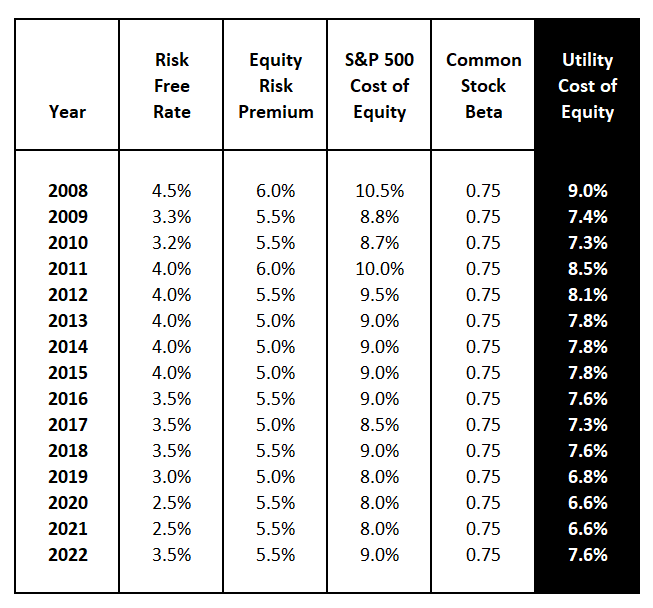 Year Risk Free Rate Equity Risk Premium S&P 500 Cost of Equity Common Stock Beta Utility Cost of Equity
2008 4.5% 6.0% 10.5% 0.75 9.0%
2009 3.3% 5.5% 8.8% 0.75 7.4%
2010 3.2% 5.5% 8.7% 0.75 7.3%
2011 4.0% 6.0% 10.0% 0.75 8.5%
2012 4.0% 5.5% 9.5% 0.75 8.1%
2013 4.0% 5.0% 9.0% 0.75 7.8%
2014 4.0% 5.0% 9.0% 0.75 7.8%
2015 4.0% 5.0% 9.0% 0.75 7.8%
2016 3.5% 5.5% 9.0% 0.75 7.6%
2017 3.5% 5.0% 8.5% 0.75 7.3%
2018 3.5% 5.5% 9.0% 0.75 7.6%
2019 3.0% 5.0% 8.0% 0.75 6.8%
2020 2.5% 5.5% 8.0% 0.75 6.6%
2021 2.5% 5.5% 8.0% 0.75 6.6%
2022 3.5% 5.5% 9.0% 0.75 7.6%